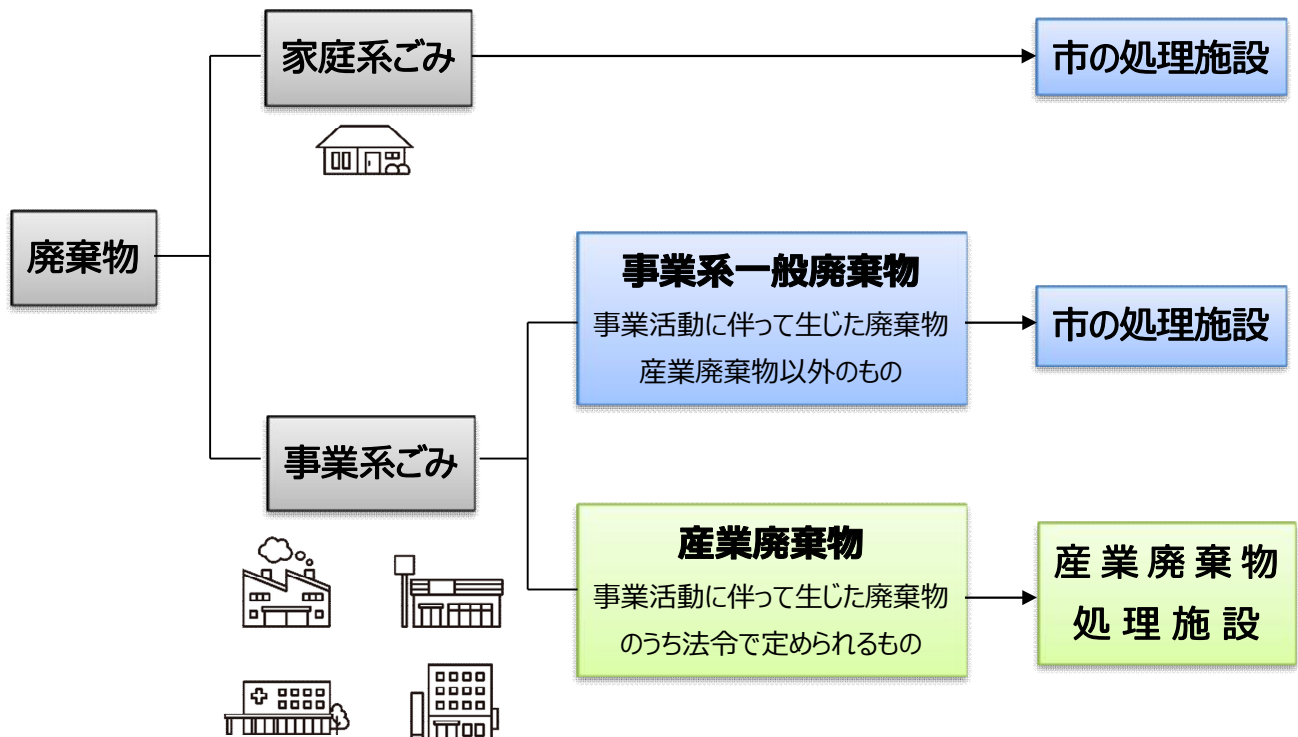 家庭系ごみ
市の処理施設
廃棄物
事業系一般廃棄物
事業活動に伴って生じた廃棄物
産業廃棄物以外のもの
市の処理施設
事業系ごみ
産業廃棄物
事業活動に伴って生じた廃棄物
のうち法令で定められるもの
産業廃棄物
処理施設